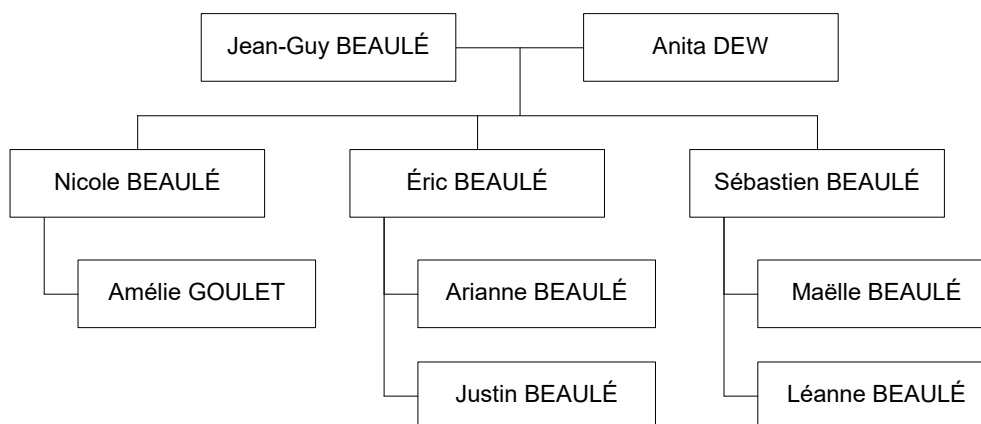 Jean-Guy BEAULÉ
Anita DEW
Nicole BEAULÉ
Éric BEAULÉ
Sébastien BEAULÉ
Amélie GOULET
Arianne BEAULÉ
Maëlle BEAULÉ
Justin BEAULÉ
Léanne BEAULÉ